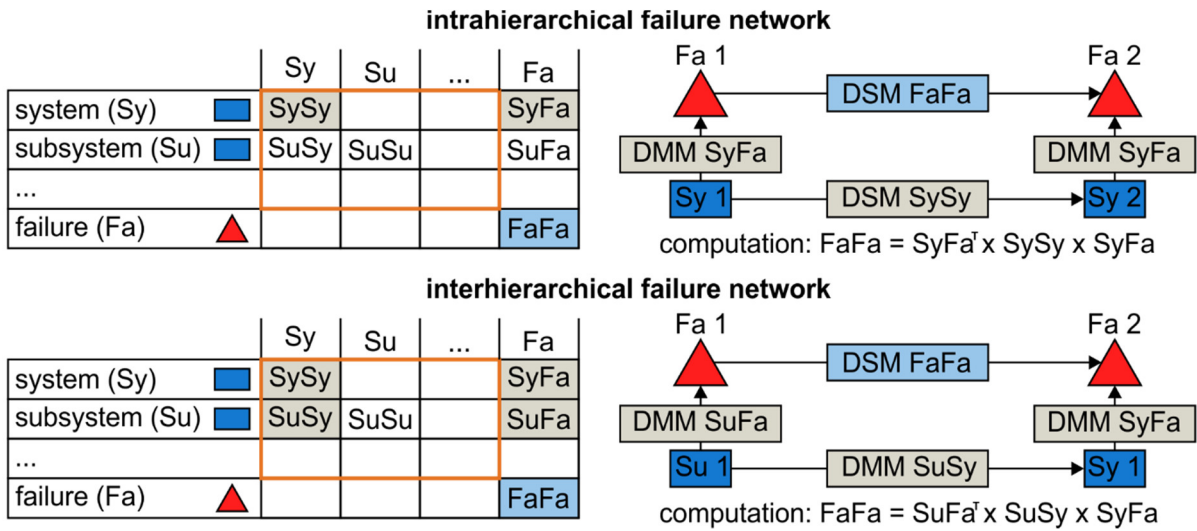 intrahierarchical failure network
Sy Su ... Fa
system (Sy) SySy SyFa
subsystem (Su) SuSy SuSu SuFa
...
failure (Fa) FaFa
Fa 1 Fa 2
DSM FaFa
DMM SyFa DMM SyFa
Sy 1 DSM SySy Sy 2
computation: FaFa = SyFaᵀ x SySy x SyFa
interhierarchical failure network
Sy Su ... Fa
system (Sy) SySy SyFa
subsystem (Su) SuSy SuSu SuFa
...
failure (Fa) FaFa
Fa 1 Fa 2
DSM FaFa
DMM SuFa DMM SyFa
Su 1 DMM SuSy Sy 1
computation: FaFa = SuFaᵀ x SuSy x SyFa